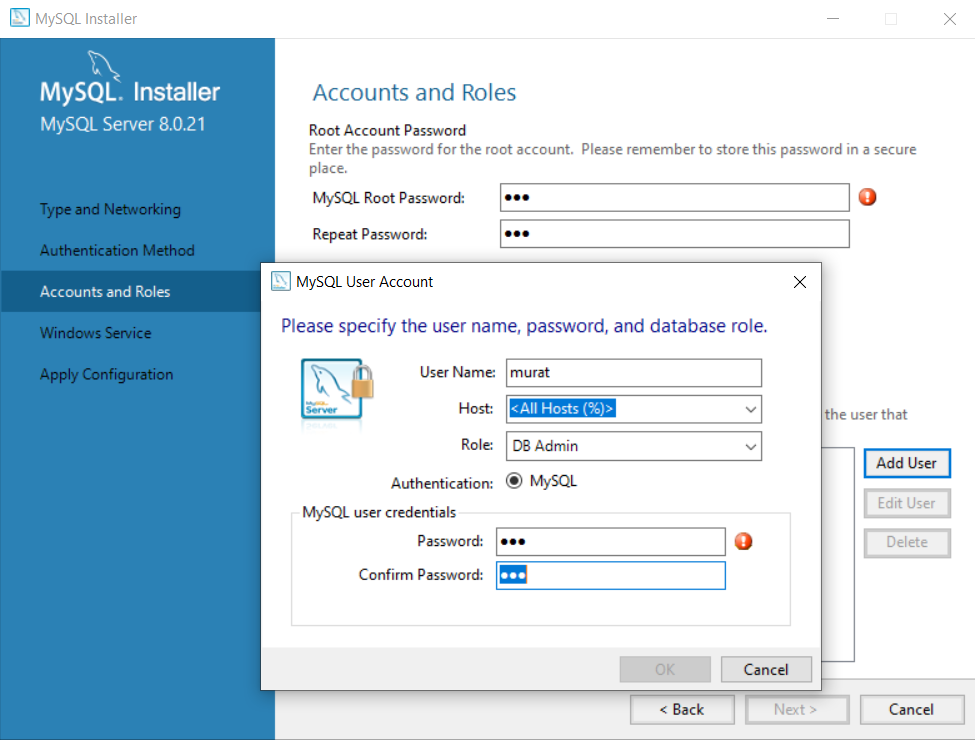 MySQL Installer
MySQL. Installer
MySQL Server 8.0.21
Type and Networking
Authentication Method
Accounts and Roles
Windows Service
Apply Configuration
Accounts and Roles
Root Account Password
Enter the password for the root account. Please remember to store this password in a secure
place.
MySQL Root Password: ●●●
Repeat Password: ●●●
MySQL User Account
Please specify the user name, password, and database role.
MySQL
Server
User Name: murat
Host: <All Hosts (%)>
Role: DB Admin
Authentication: MySQL
MySQL user credentials
Password: ●●●
Confirm Password: ●●●
OK
Cancel
the user that
Add User
Edit User
Delete
< Back
Next >
Cancel